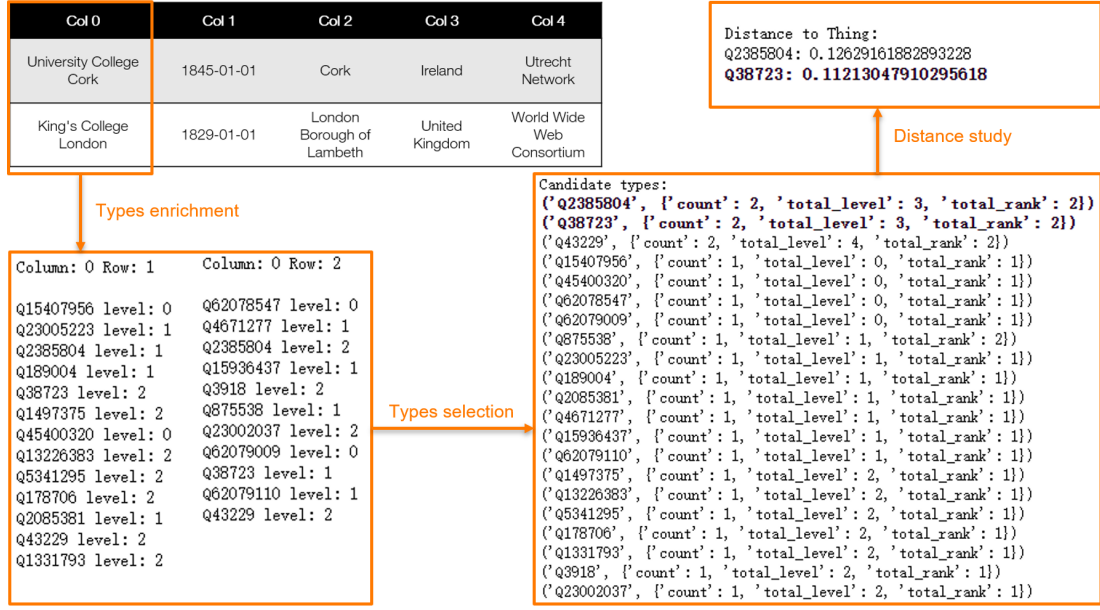 Col 0 Col 1 Col 2 Col 3 Col 4
University College
Cork
1845-01-01
Cork
Ireland
Utrecht
Network
King's College
London
1829-01-01
London
Borough of
Lambeth
United
Kingdom
World Wide
Web
Consortium
Types enrichment
Column: 0 Row: 1
Q15407956 level: 0
Q23005223 level: 1
Q2385804 level: 1
Q189004 level: 1
Q38723 level: 2
Q1497375 level: 2
Q45400320 level: 0
Q13226383 level: 2
Q5341295 level: 2
Q178706 level: 2
Q2085381 level: 1
Q43229 level: 2
Q1331793 level: 2
Column: 0 Row: 2
Q62078547 level: 0
Q4671277 level: 1
Q2385804 level: 2
Q15936437 level: 1
Q3918 level: 2
Q875538 level: 1
Q23002037 level: 2
Q62079009 level: 0
Q38723 level: 1
Q62079110 level: 1
Q43229 level: 2
Types selection
Candidate types:
('Q2385804', {'count': 2, 'total_level': 3, 'total_rank': 2})
('Q38723', {'count': 2, 'total_level': 3, 'total_rank': 2})
('Q43229', {'count': 2, 'total_level': 4, 'total_rank': 2})
('Q15407956', {'count': 1, 'total_level': 0, 'total_rank': 1})
('Q45400320', {'count': 1, 'total_level': 0, 'total_rank': 1})
('Q62078547', {'count': 1, 'total_level': 0, 'total_rank': 1})
('Q62079009', {'count': 1, 'total_level': 0, 'total_rank': 1})
('Q875538', {'count': 1, 'total_level': 1, 'total_rank': 2})
('Q23005223', {'count': 1, 'total_level': 1, 'total_rank': 1})
('Q189004', {'count': 1, 'total_level': 1, 'total_rank': 1})
('Q2085381', {'count': 1, 'total_level': 1, 'total_rank': 1})
('Q4671277', {'count': 1, 'total_level': 1, 'total_rank': 1})
('Q15936437', {'count': 1, 'total_level': 1, 'total_rank': 1})
('Q62079110', {'count': 1, 'total_level': 1, 'total_rank': 1})
('Q1497375', {'count': 1, 'total_level': 2, 'total_rank': 1})
('Q13226383', {'count': 1, 'total_level': 2, 'total_rank': 1})
('Q5341295', {'count': 1, 'total_level': 2, 'total_rank': 1})
('Q178706', {'count': 1, 'total_level': 2, 'total_rank': 1})
('Q1331793', {'count': 1, 'total_level': 2, 'total_rank': 1})
('Q3918', {'count': 1, 'total_level': 2, 'total_rank': 1})
('Q23002037', {'count': 1, 'total_level': 2, 'total_rank': 1})
Distance study
Distance to Thing:
Q2385804: 0.12629161882893228
Q38723: 0.11213047910295618